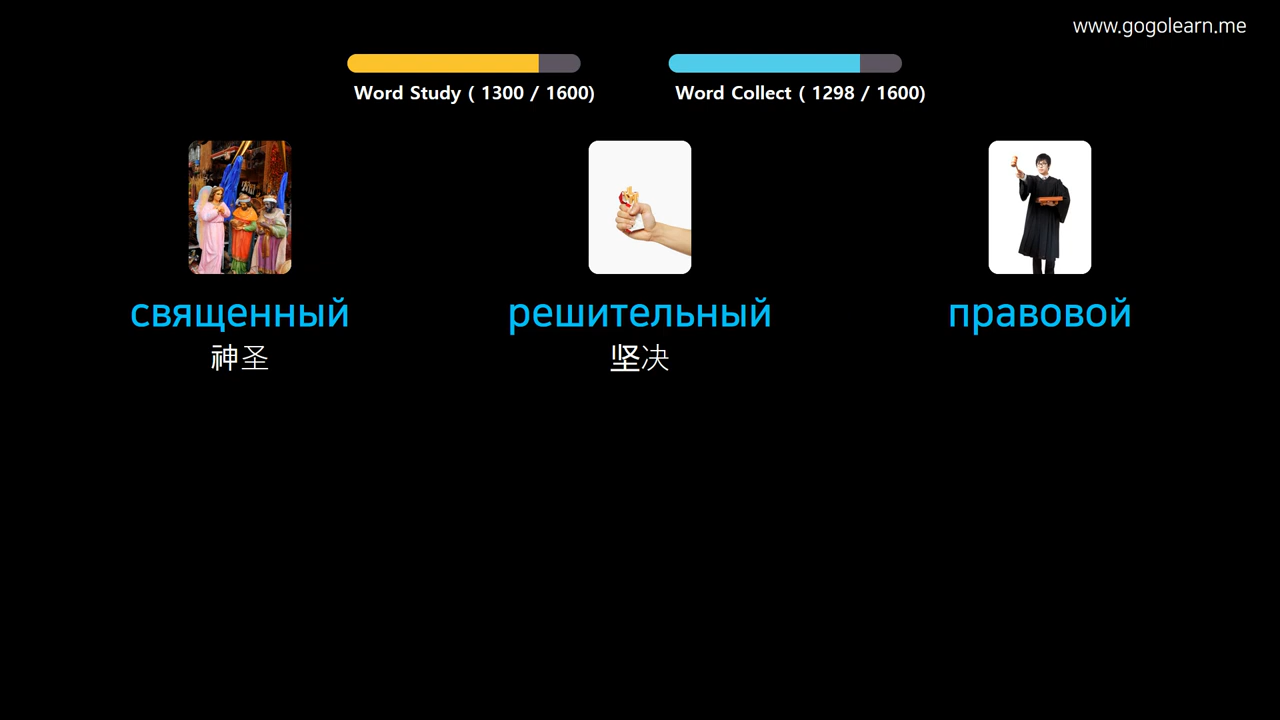 www.gogolearn.me
Word Study ( 1300 / 1600)
Word Collect ( 1298 / 1600)
священный
решительный
правовой
神圣
坚决